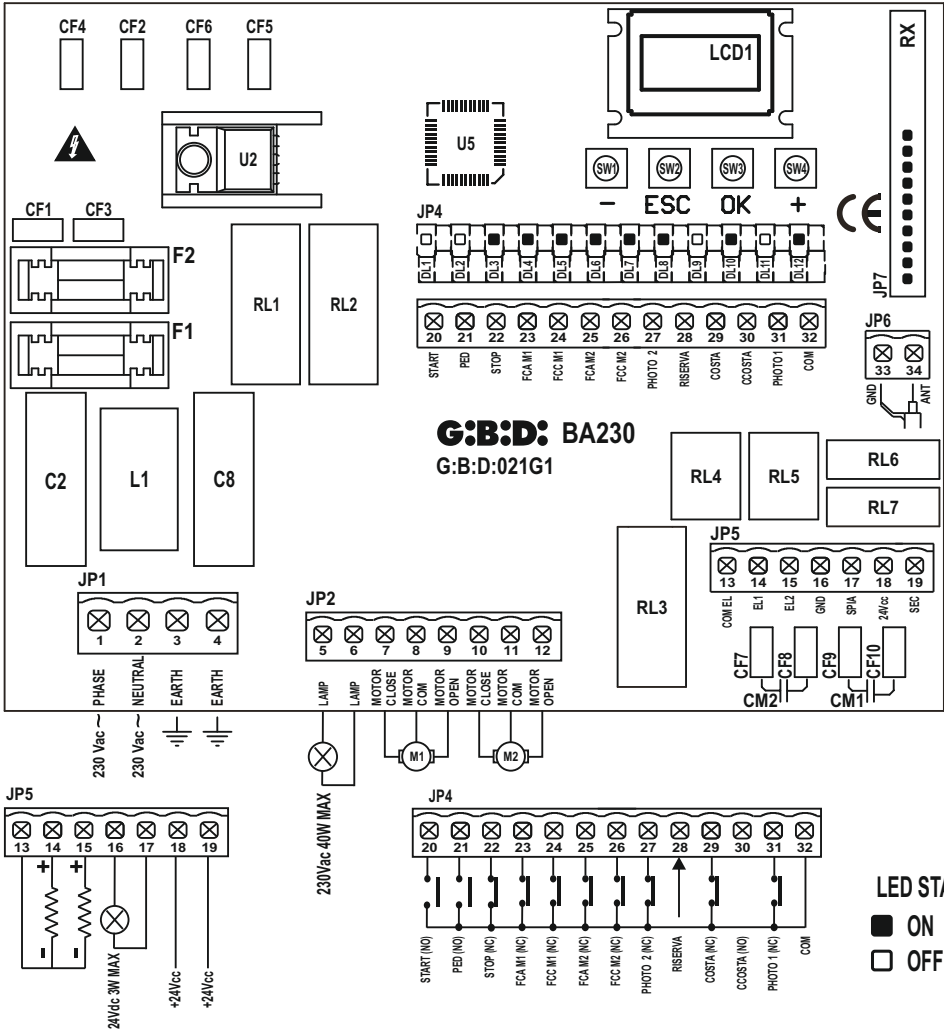 CF4 CF2 CF6 CF5
LCD1
RX
U2
U5
SW1 SW2 SW3 SW4
- ESC OK +
CF1 CF3
JP4
CE
F2
DL1 DL2 DL3 DL4 DL5 DL6 DL7 DL8 DL9 DL10 DL11 DL12
JP7
RL1 RL2
F1
20 21 22 23 24 25 26 27 28 29 30 31 32
START PED STOP FCA M1 FCC M1 FCA M2 FCC M2 PHOTO 2 RISERVA COSTA CCOSTA PHOTO 1 COM
JP6
33 34
GND ANT
G:B:D: BA230
G:B:D:021G1
C2 L1 C8
RL4 RL5 RL6
RL7
RL3
JP5
13 14 15 16 17 18 19
COM EL EL1 EL2 GND SPIA 24Vcc SEC
CF7 CF8 CF9 CF10
CM2 CM1
JP1
1 2 3 4
PHASE NEUTRAL EARTH EARTH
230 Vac ~ 230 Vac ~
JP2
5 6 7 8 9 10 11 12
LAMP LAMP MOTOR CLOSE MOTOR COM MOTOR OPEN MOTOR CLOSE MOTOR COM MOTOR OPEN
M1 M2
230Vac 40W MAX
JP5
13 14 15 16 17 18 19
+ +
- -
24Vdc 3W MAX +24Vcc +24Vcc
JP4
20 21 22 23 24 25 26 27 28 29 30 31 32
START (NO) PED (NO) STOP (NC) FCA M1 (NC) FCC M1 (NC) FCA M2 (NC) FCC M2 (NC) PHOTO 2 (NC) RISERVA COSTA (NC) CCOSTA (NO) PHOTO 1 (NC) COM
LED STA
ON
OFF